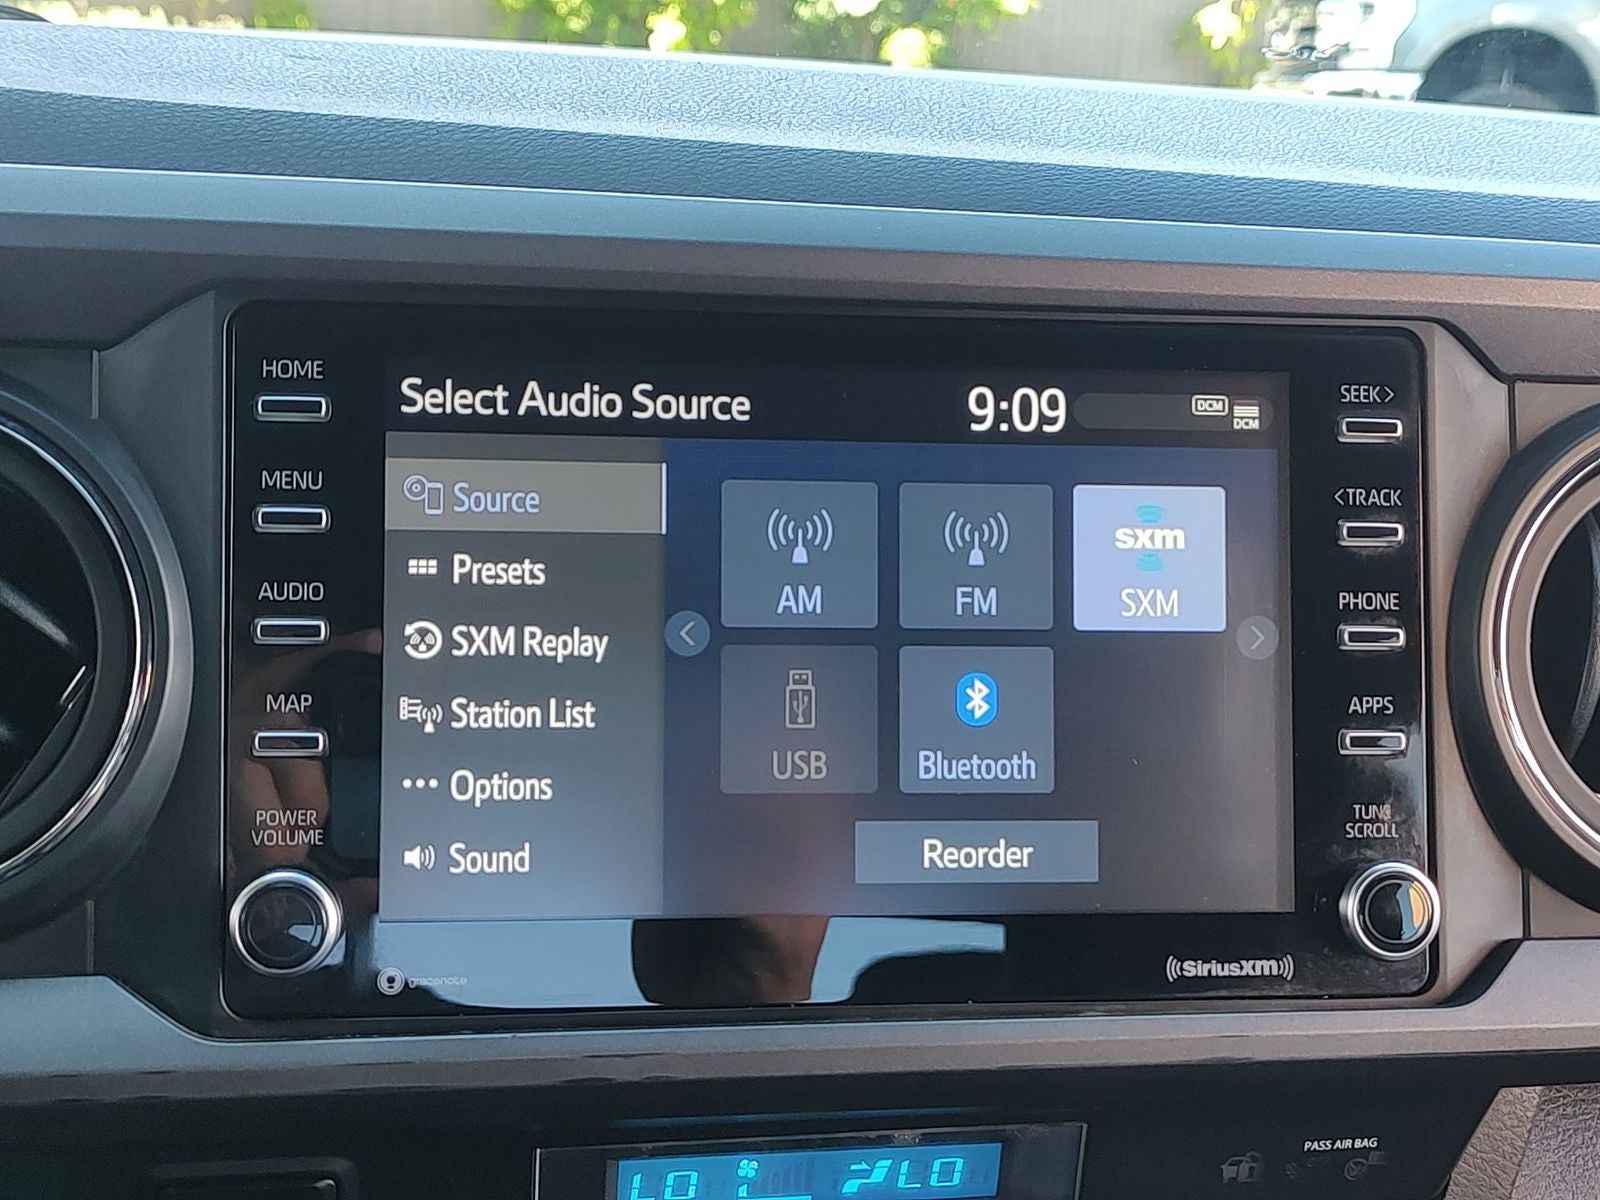 HOME
MENU
AUDIO
MAP
POWER
VOLUME
Select Audio Source
9:09
DCM
DCM
Source
Presets
SXM Replay
Station List
Options
Sound
AM
FM
sxm
SXM
USB
Bluetooth
Reorder
SEEK>
<TRACK
PHONE
APPS
TUNE
SCROLL
gracenote
((SiriusXM))
LO
LO
PASS AIR BAG